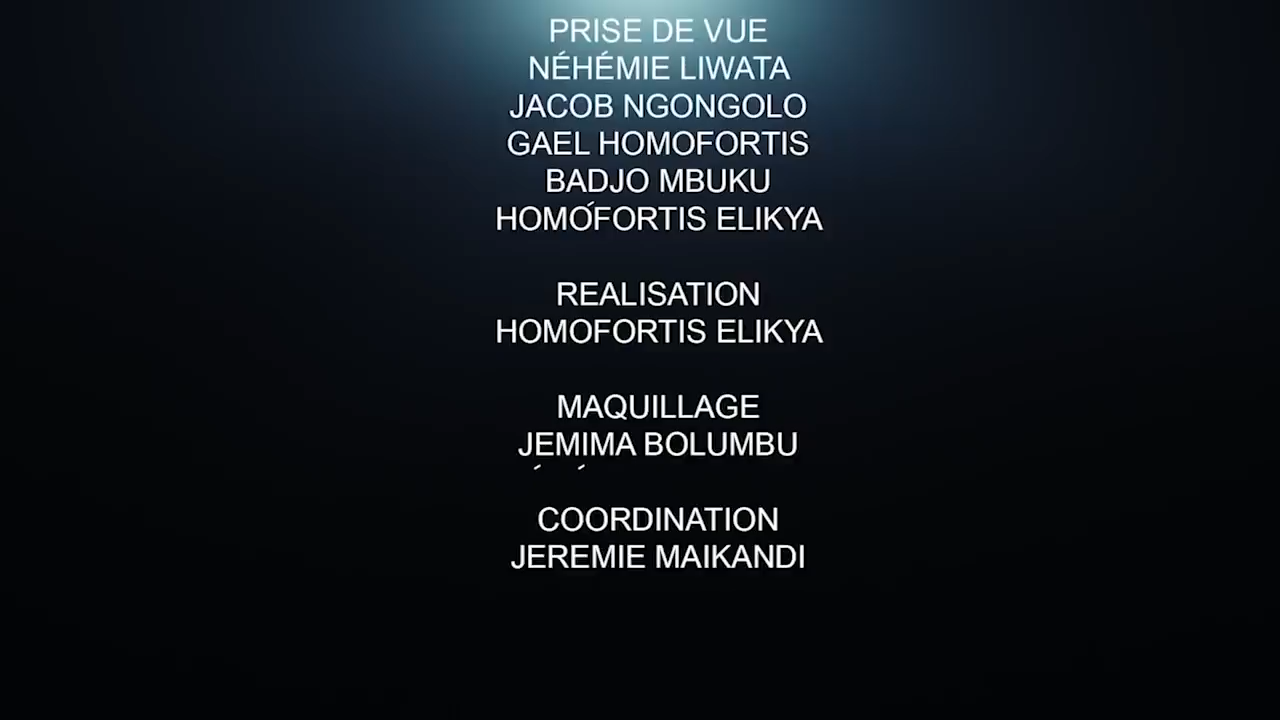 PRISE DE VUE
NÉHÉMIE LIWATA
JACOB NGONGOLO
GAEL HOMOFORTIS
BADJO MBUKU
HOMOFORTIS ELIKYA
REALISATION
HOMOFORTIS ELIKYA
MAQUILLAGE
JEMIMA BOLUMBU
COORDINATION
JEREMIE MAIKANDI